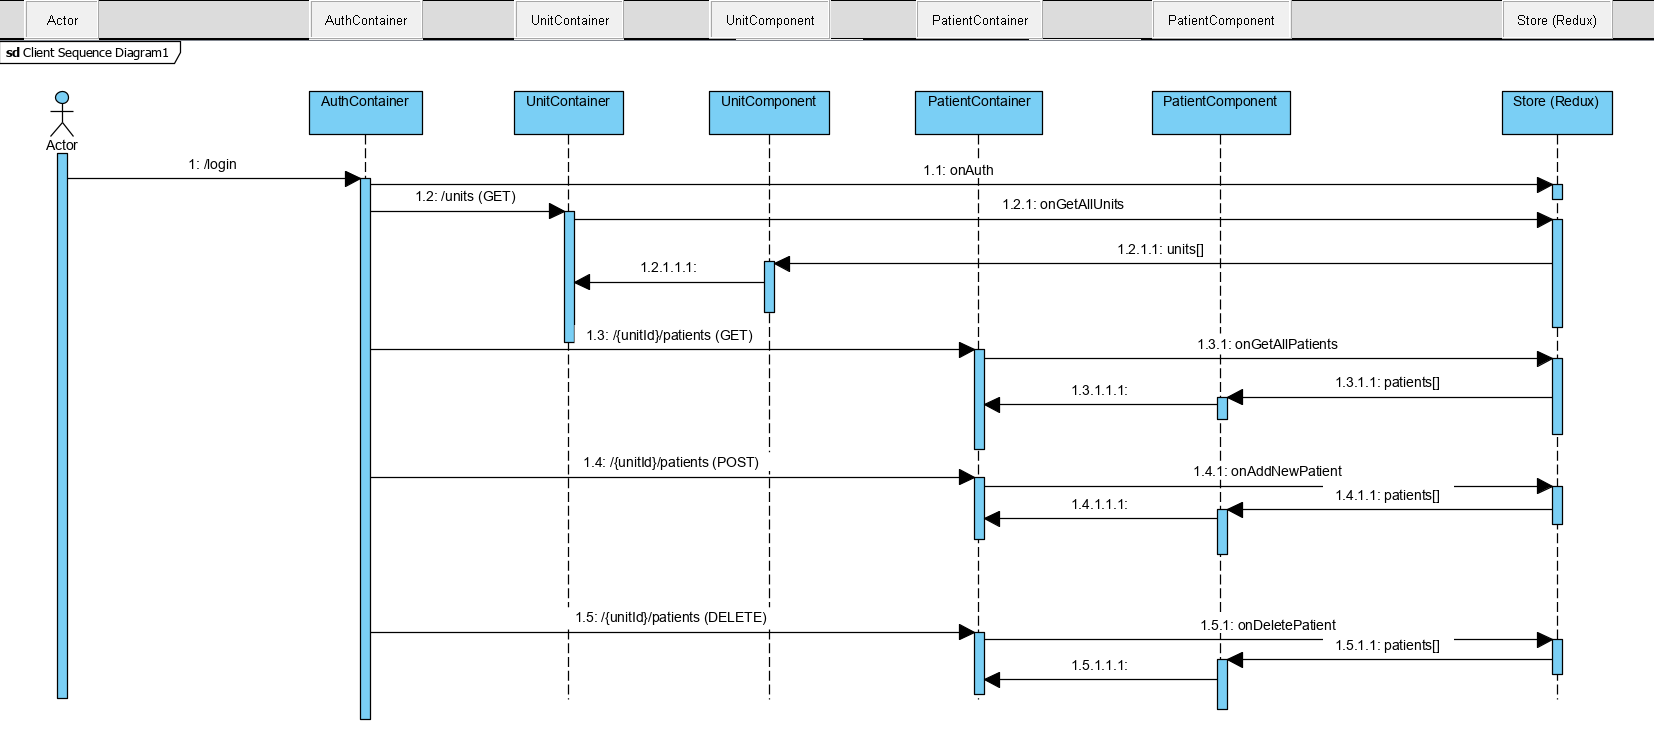 Actor
AuthContainer
UnitContainer
UnitComponent
PatientContainer
PatientComponent
Store (Redux)
sd Client Sequence Diagram1
AuthContainer
UnitContainer
UnitComponent
PatientContainer
PatientComponent
Store (Redux)
Actor
1: /login
1.1: onAuth
1.2: /units (GET)
1.2.1: onGetAllUnits
1.2.1.1: units[]
1.2.1.1.1:
1.3: /{unitId}/patients (GET)
1.3.1: onGetAllPatients
1.3.1.1: patients[]
1.3.1.1.1:
1.4: /{unitId}/patients (POST)
1.4.1: onAddNewPatient
1.4.1.1: patients[]
1.4.1.1.1:
1.5: /{unitId}/patients (DELETE)
1.5.1: onDeletePatient
1.5.1.1: patients[]
1.5.1.1.1: